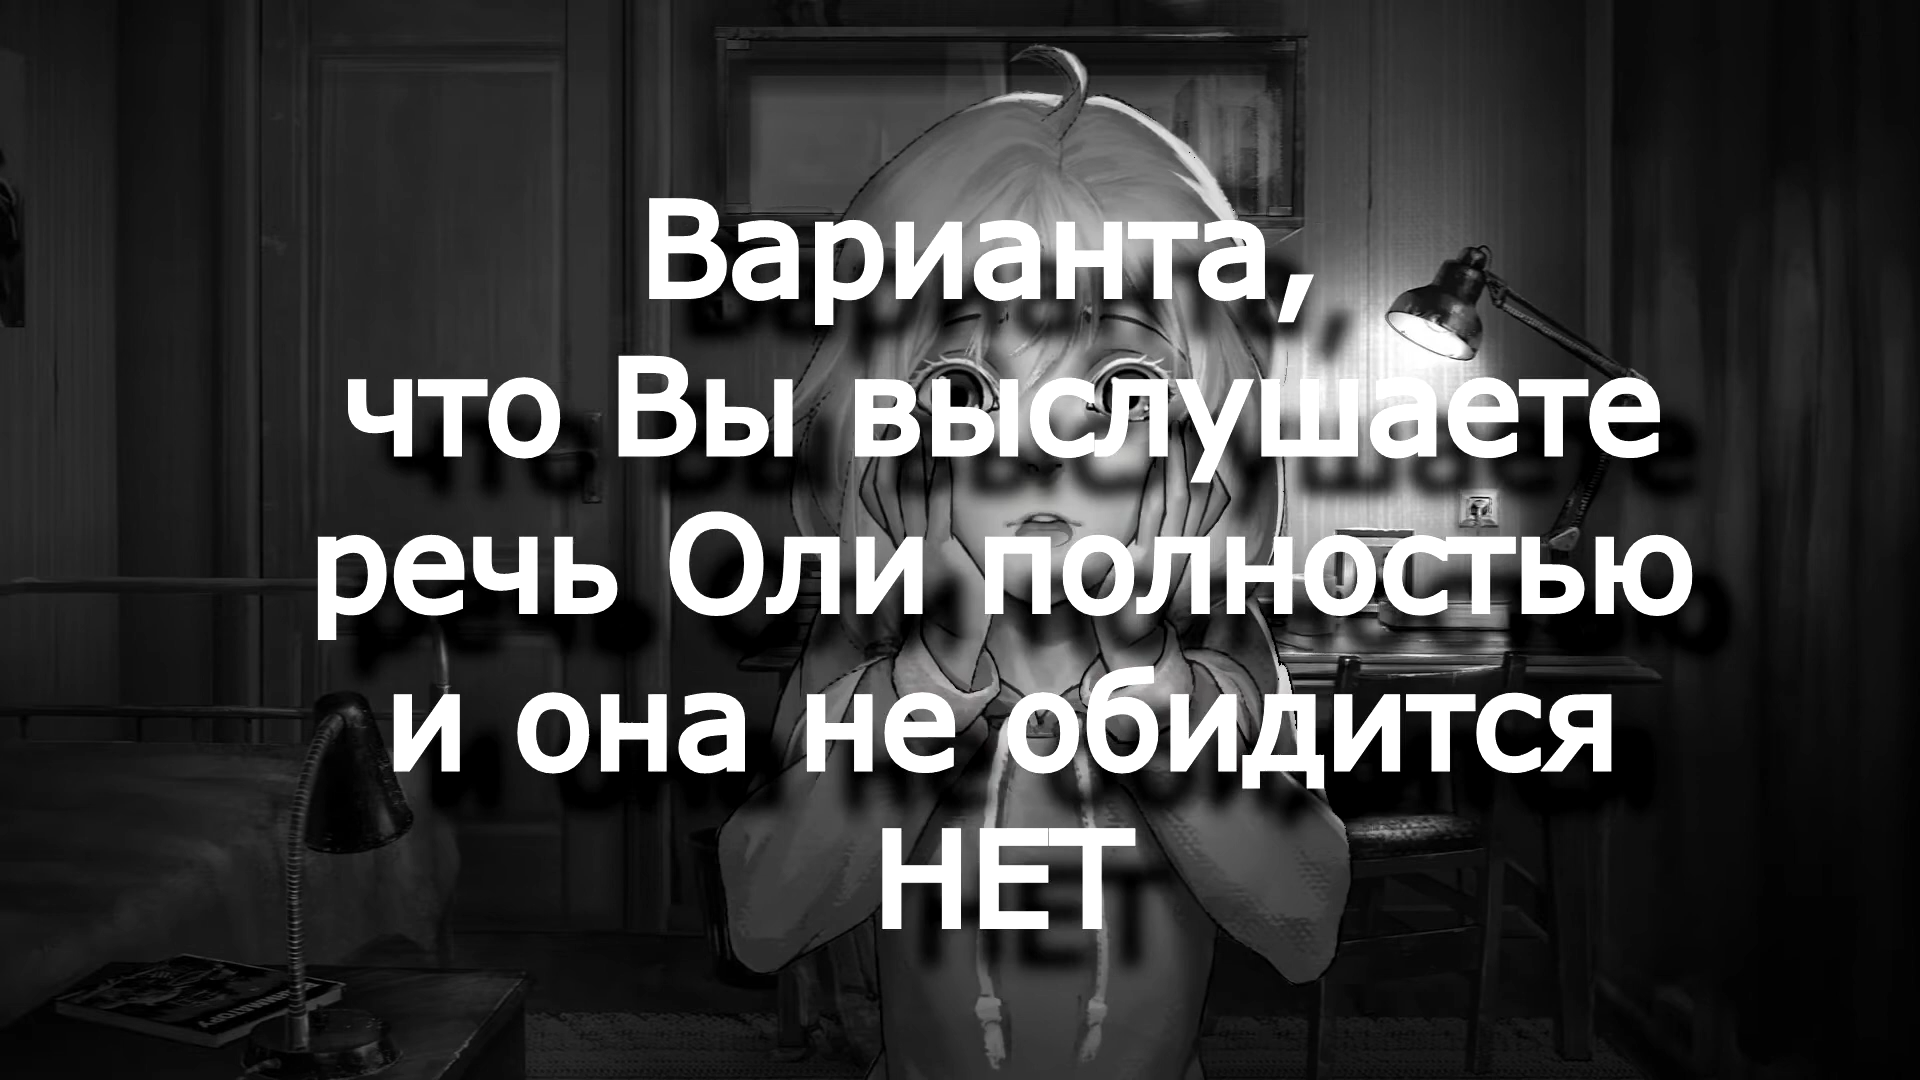 Варианта,
что Вы выслушаете
речь Оли полностью
и она не обидится
НЕТ